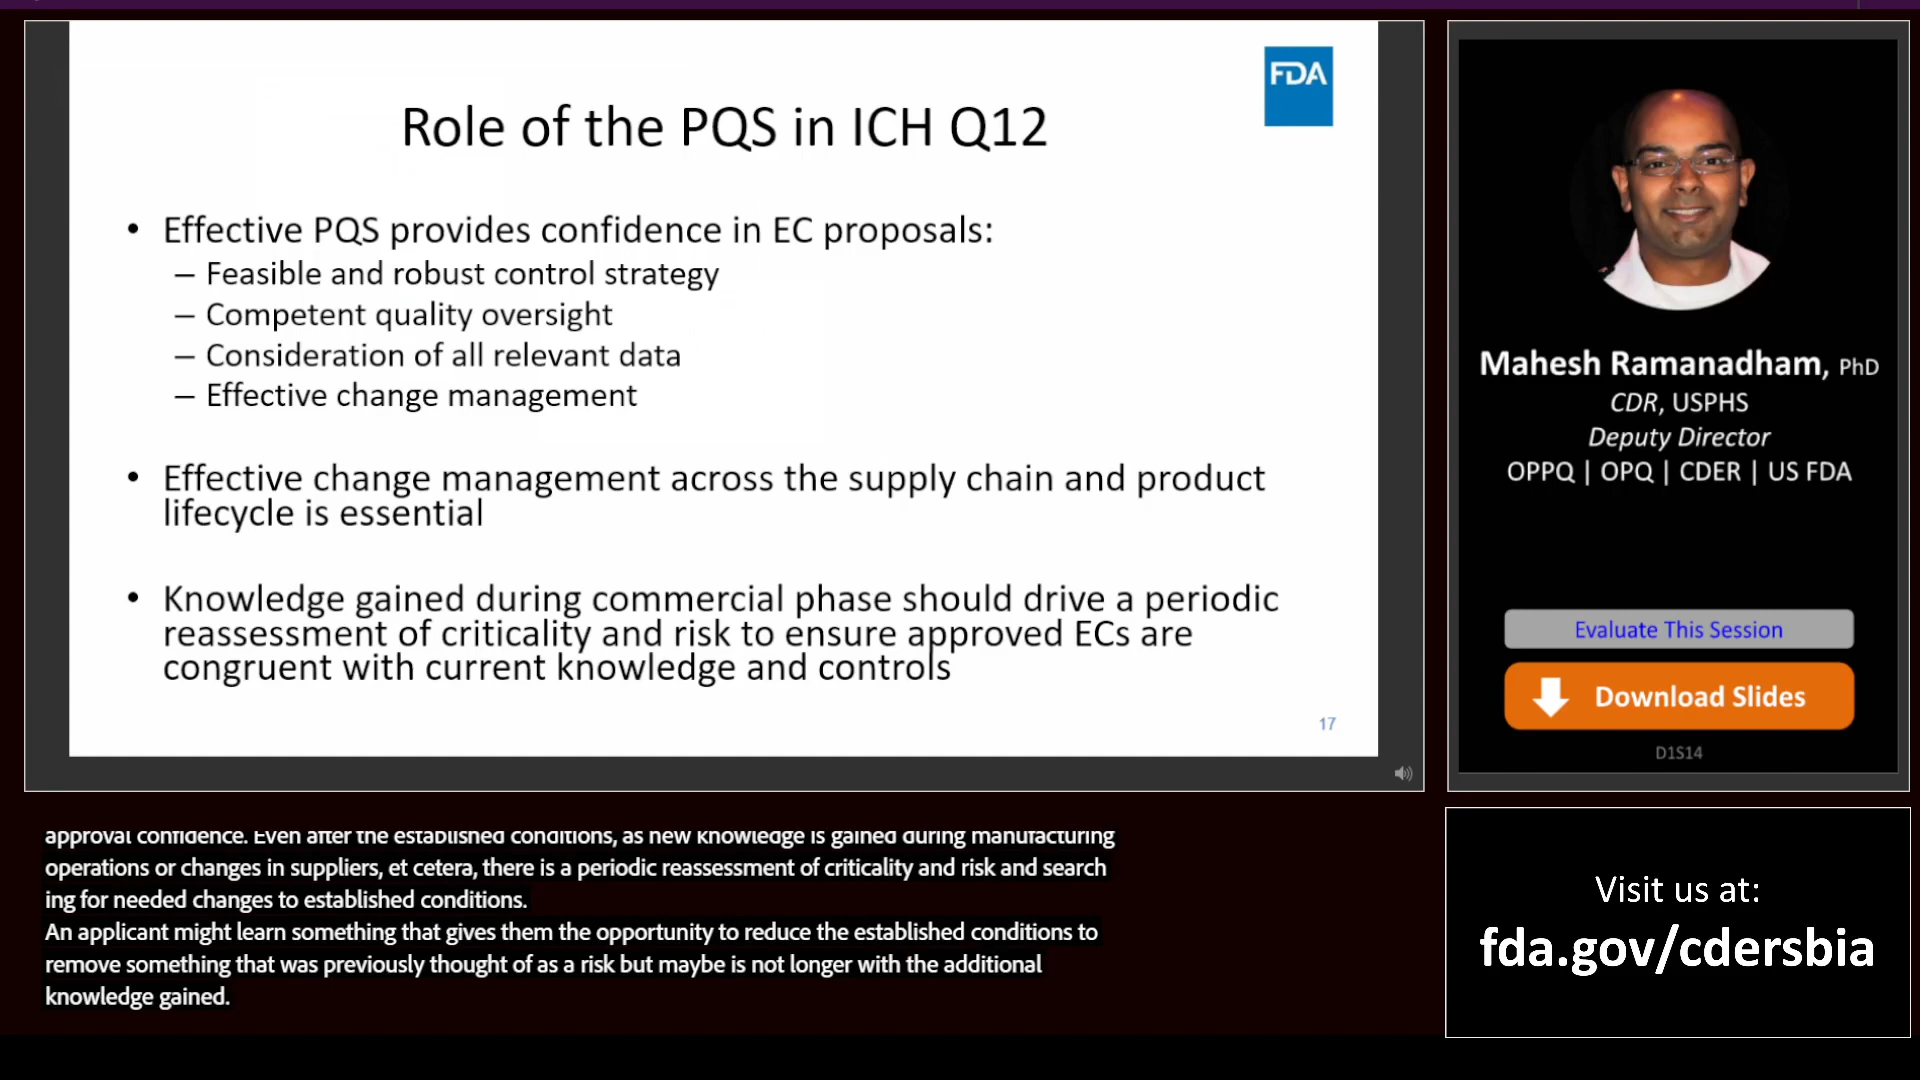 FDA
Role of the PQS in ICH Q12
• Effective PQS provides confidence in EC proposals:
– Feasible and robust control strategy
– Competent quality oversight
– Consideration of all relevant data
– Effective change management
• Effective change management across the supply chain and product
lifecycle is essential
• Knowledge gained during commercial phase should drive a periodic
reassessment of criticality and risk to ensure approved ECs are
congruent with current knowledge and controls
17
Mahesh Ramanadham, PhD
CDR, USPHS
Deputy Director
OPPQ | OPQ | CDER | US FDA
Evaluate This Session
Download Slides
D1S14
approval confidence. Even after the established conditions, as new knowledge is gained during manufacturing
operations or changes in suppliers, et cetera, there is a periodic reassessment of criticality and risk and search
ing for needed changes to established conditions.
An applicant might learn something that gives them the opportunity to reduce the established conditions to
remove something that was previously thought of as a risk but maybe is not longer with the additional
knowledge gained.
Visit us at:
fda.gov/cdersbia